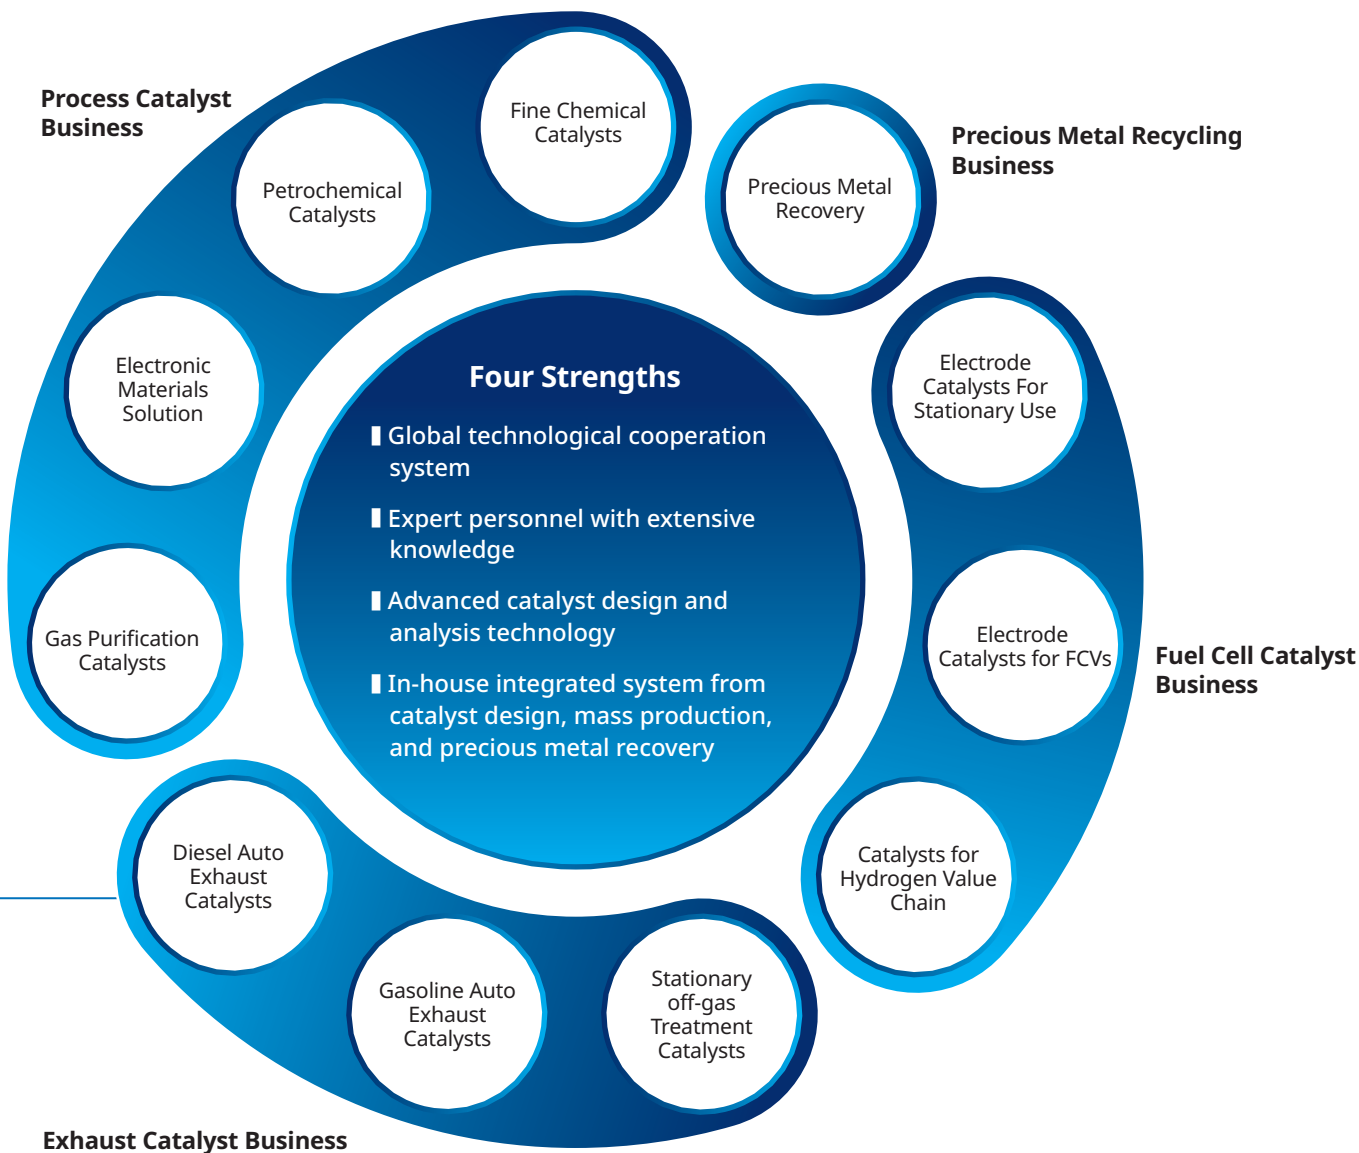 Process Catalyst
Business
Fine Chemical
Catalysts
Petrochemical
Catalysts
Electronic
Materials
Solution
Gas Purification
Catalysts
Precious Metal Recycling
Business
Precious Metal
Recovery
Four Strengths
Global technological cooperation
system
Expert personnel with extensive
knowledge
Advanced catalyst design and
analysis technology
In-house integrated system from
catalyst design, mass production,
and precious metal recovery
Electrode
Catalysts For
Stationary Use
Electrode
Catalysts for FCVs
Catalysts for
Hydrogen Value
Chain
Fuel Cell Catalyst
Business
Diesel Auto
Exhaust
Catalysts
Gasoline Auto
Exhaust
Catalysts
Stationary
off-gas
Treatment
Catalysts
Exhaust Catalyst Business